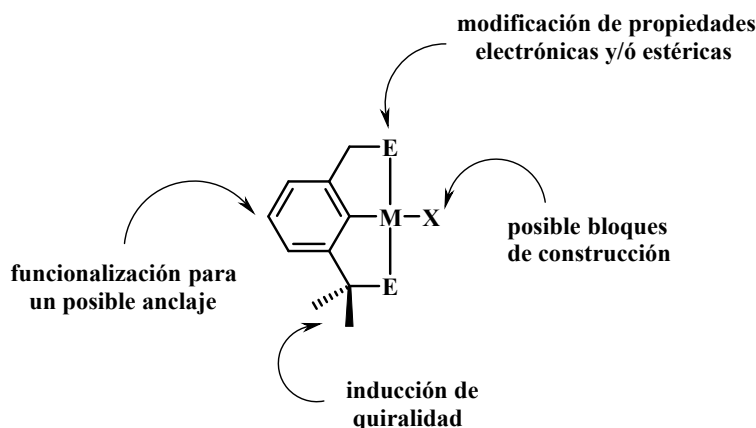 modificación de propiedades
electrónicas y/ó estéricas
E
M X
posible bloques
de construcción
funcionalización para
un posible anclaje
E
inducción de
quiralidad